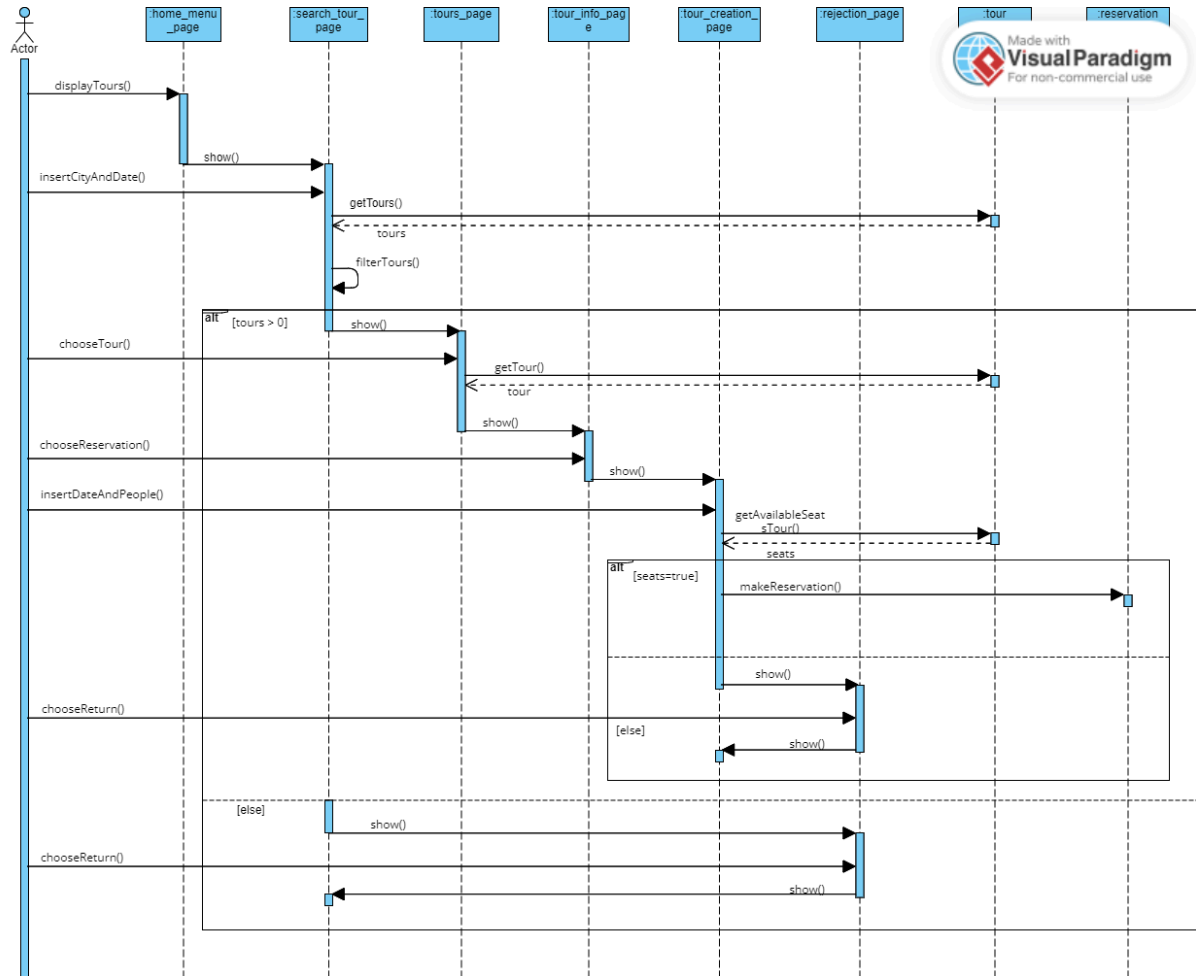 :home_menu
_page
:search_tour_
page
:tours_page
:tour_info_pag
e
:tour_creation_
page
:rejection_page
:tour
:reservation
Actor
Made with
Visual Paradigm
For non-commercial use
displayTours()
show()
insertCityAndDate()
getTours()
tours
filterTours()
alt
[tours > 0]
show()
chooseTour()
getTour()
tour
show()
chooseReservation()
show()
insertDateAndPeople()
getAvailableSeat
sTour()
seats
alt
[seats=true]
makeReservation()
show()
chooseReturn()
[else]
show()
[else]
show()
chooseReturn()
show()